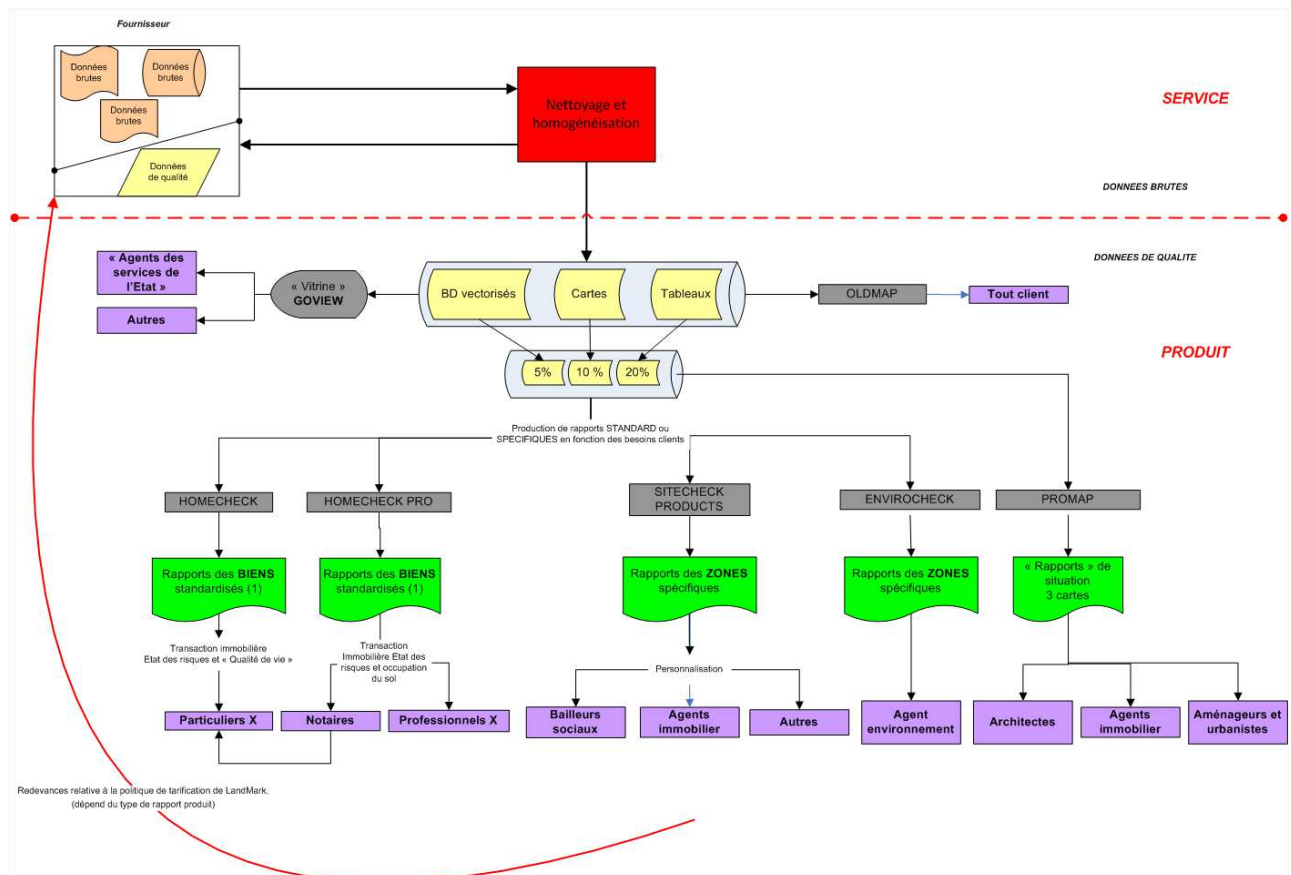 Fournisseur
Données
brutes
Données
brutes
Données
brutes
Données
de qualité
Nettoyage et
homogénéisation
SERVICE
DONNEES BRUTES
DONNEES DE QUALITE
« Agents des
services de
l'Etat »
Autres
« Vitrine »
GOVIEW
BD vectorisés
Cartes
Tableaux
OLDMAP
Tout client
PRODUIT
5%
10 %
20%
Production de rapports STANDARD ou
SPECIFIQUES en fonction des besoins clients
HOMECHECK
HOMECHECK PRO
SITECHECK
PRODUCTS
ENVIROCHECK
PROMAP
Rapports des BIENS
standardisés (1)
Rapports des BIENS
standardisés (1)
Rapports des ZONES
spécifiques
Rapports des ZONES
spécifiques
« Rapports » de
situation
3 cartes
Transaction immobilière
Etat des risques et « Qualité de vie »
Transaction
Immobilière Etat des
risques et occupation
du sol
Personnalisation
Particuliers X
Notaires
Professionnels X
Bailleurs
sociaux
Agents
immobilier
Autres
Agent
environnement
Architectes
Agents
immobilier
Aménageurs et
urbanistes
Redevances relative à la politique de tarification de LandMark.
(dépend du type de rapport produit)